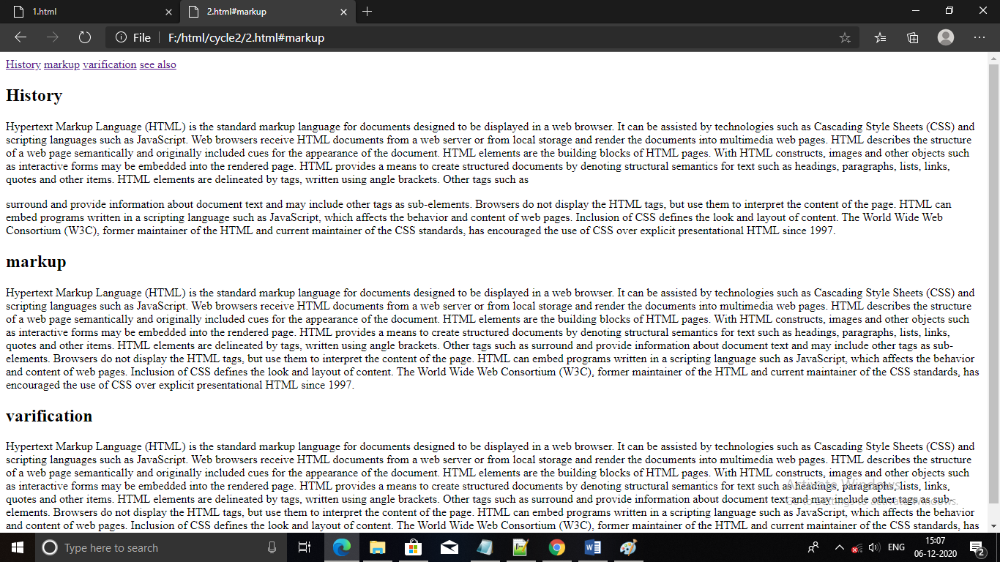 1.html
2.html#markup
File
F:/html/cycle2/2.html#markup
History markup varification see also
History
Hypertext Markup Language (HTML) is the standard markup language for documents designed to be displayed in a web browser. It can be assisted by technologies such as Cascading Style Sheets (CSS) and
scripting languages such as JavaScript. Web browsers receive HTML documents from a web server or from local storage and render the documents into multimedia web pages. HTML describes the structure
of a web page semantically and originally included cues for the appearance of the document. HTML elements are the building blocks of HTML pages. With HTML constructs, images and other objects such
as interactive forms may be embedded into the rendered page. HTML provides a means to create structured documents by denoting structural semantics for text such as headings, paragraphs, lists, links,
quotes and other items. HTML elements are delineated by tags, written using angle brackets. Other tags such as
surround and provide information about document text and may include other tags as sub-elements. Browsers do not display the HTML tags, but use them to interpret the content of the page. HTML can
embed programs written in a scripting language such as JavaScript, which affects the behavior and content of web pages. Inclusion of CSS defines the look and layout of content. The World Wide Web
Consortium (W3C), former maintainer of the HTML and current maintainer of the CSS standards, has encouraged the use of CSS over explicit presentational HTML since 1997.
markup
Hypertext Markup Language (HTML) is the standard markup language for documents designed to be displayed in a web browser. It can be assisted by technologies such as Cascading Style Sheets (CSS) and
scripting languages such as JavaScript. Web browsers receive HTML documents from a web server or from local storage and render the documents into multimedia web pages. HTML describes the structure
of a web page semantically and originally included cues for the appearance of the document. HTML elements are the building blocks of HTML pages. With HTML constructs, images and other objects such
as interactive forms may be embedded into the rendered page. HTML provides a means to create structured documents by denoting structural semantics for text such as headings, paragraphs, lists, links,
quotes and other items. HTML elements are delineated by tags, written using angle brackets. Other tags such as surround and provide information about document text and may include other tags as sub-
elements. Browsers do not display the HTML tags, but use them to interpret the content of the page. HTML can embed programs written in a scripting language such as JavaScript, which affects the behavior
and content of web pages. Inclusion of CSS defines the look and layout of content. The World Wide Web Consortium (W3C), former maintainer of the HTML and current maintainer of the CSS standards, has
encouraged the use of CSS over explicit presentational HTML since 1997.
varification
Hypertext Markup Language (HTML) is the standard markup language for documents designed to be displayed in a web browser. It can be assisted by technologies such as Cascading Style Sheets (CSS) and
scripting languages such as JavaScript. Web browsers receive HTML documents from a web server or from local storage and render the documents into multimedia web pages. HTML describes the structure
of a web page semantically and originally included cues for the appearance of the document. HTML elements are the building blocks of HTML pages. With HTML constructs, images and other objects such
as interactive forms may be embedded into the rendered page. HTML provides a means to create structured documents by denoting structural semantics for text such as headings, paragraphs, lists, links,
quotes and other items. HTML elements are delineated by tags, written using angle brackets. Other tags such as surround and provide information about document text and may include other tags as sub-
elements. Browsers do not display the HTML tags, but use them to interpret the content of the page. HTML can embed programs written in a scripting language such as JavaScript, which affects the behavior
and content of web pages. Inclusion of CSS defines the look and layout of content. The World Wide Web Consortium (W3C), former maintainer of the HTML and current maintainer of the CSS standards, has
Activate Windows
Go to Settings to activate Windows.
Type here to search
ENG
15:07
06-12-2020
2